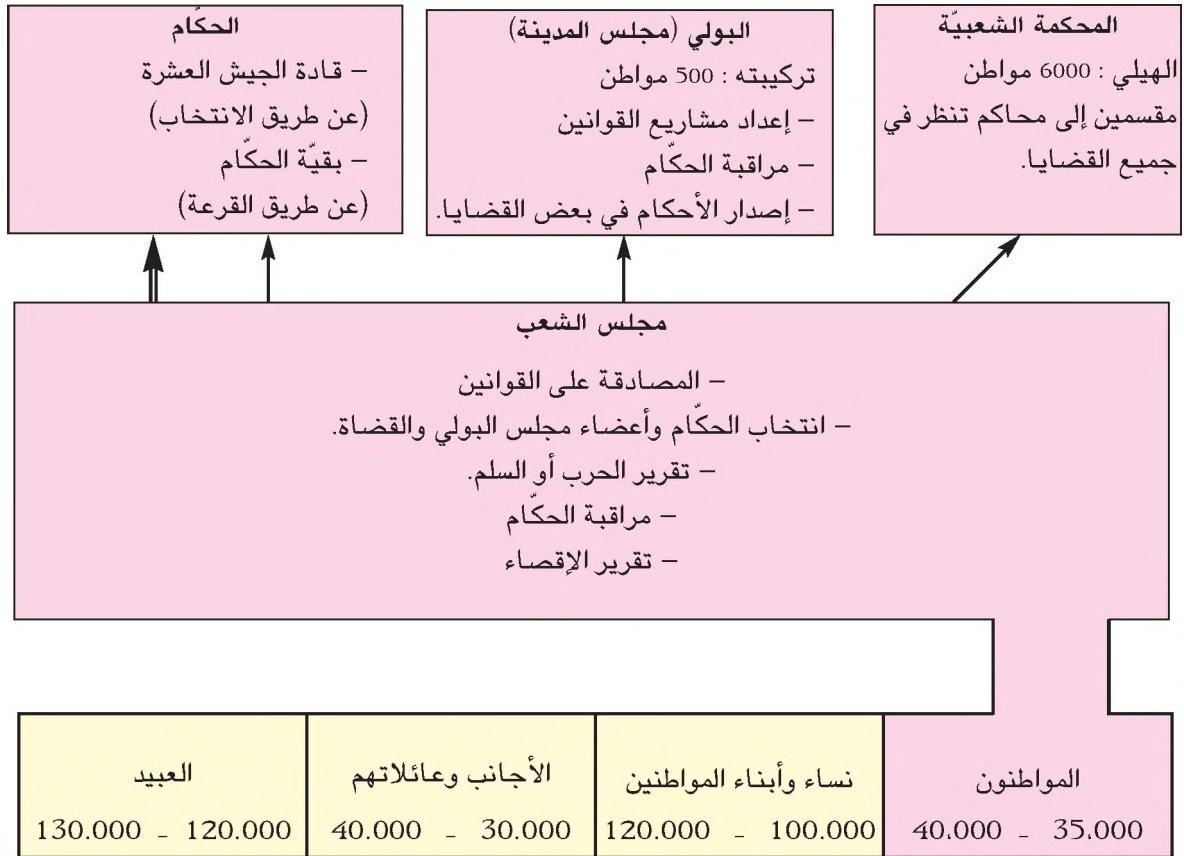 المحكمة الشعبيّة
الهيلي : 6000 مواطن
مقسمين إلى محاكم تنظر في
جميع القضايا.
البولي (مجلس المدينة)
تركيبته : 500 مواطن
– إعداد مشاريع القوانين
– مراقبة الحكّام
– إصدار الأحكام في بعض القضايا.
الحكّام
– قادة الجيش العشرة
(عن طريق الانتخاب)
– بقيّة الحكّام
(عن طريق القرعة)
مجلس الشعب
– المصادقة على القوانين
– انتخاب الحكّام وأعضاء مجلس البولي والقضاة.
– تقرير الحرب أو السلم.
– مراقبة الحكّام
– تقرير الإقصاء
المواطنون
35.000 – 40.000
نساء وأبناء المواطنين
100.000 – 120.000
الأجانب وعائلاتهم
30.000 – 40.000
العبيد
120.000 – 130.000